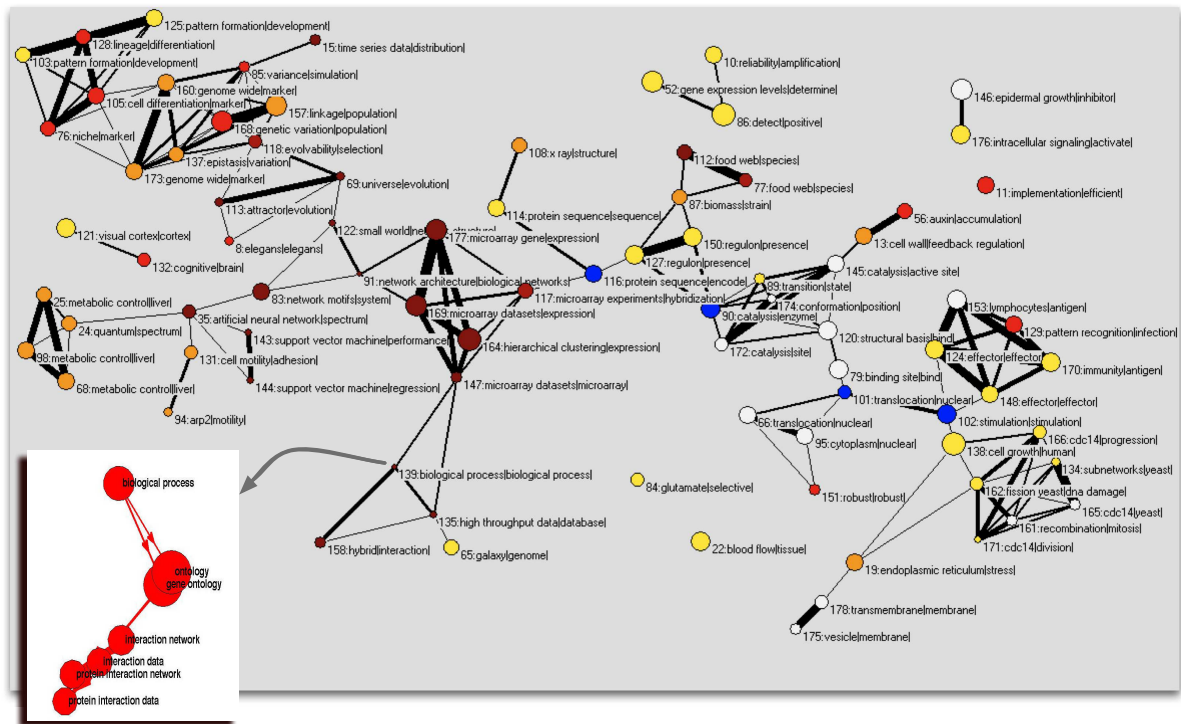 125:pattern formation|development|
128:lineage|differentiation|
103:pattern formation|development|
15:time series data|distribution|
85:variance|simulation|
160:genome wide|marker|
105:cell differentiation|marker|
157:linkage|population|
76:niche|marker|
168:genetic variation|population|
118:evolvability|selection|
137:epistasis|variation|
173:genome wide|marker|
69:universe|evolution|
113:attractor|evolution|
122:small world|
8:elegans|elegans|
121:visual cortex|cortex|
132:cognitive|brain|
10:reliability|amplification|
52:gene expression levels|determine|
86:detect|positive|
146:epidermal growth|inhibitor|
176:intracellular signaling|activate|
108:x ray|structure|
112:food web|species|
77:food web|species|
87:biomass|strain|
11:implementation|efficient|
114:protein sequence|sequence|
56:auxin|accumulation|
13:cell wall|feedback regulation|
177:microarray gene|expression|
150:regulon|presence|
127:regulon|presence|
145:catalysis|active site|
91:network architecture|biological networks|
116:protein sequence|encode|
89:transition|state|
83:network motifs|system|
117:microarray experiments|hybridization|
174:conformation|position|
153:lymphocytes|antigen|
25:metabolic control|liver|
35:artificial neural network|spectrum|
169:microarray datasets|expression|
90:catalysis|enzyme|
129:pattern recognition|infection|
24:quantum|spectrum|
143:support vector machine|performance|
164:hierarchical clustering|expression|
172:catalysis|site|
120:structural basis|bind|
124:effector|effector|
98:metabolic control|liver|
131:cell motility|adhesion|
170:immunity|antigen|
68:metabolic control|liver|
144:support vector machine|regression|
147:microarray datasets|microarray|
79:binding site|bind|
101:translocation|nuclear|
148:effector|effector|
94:arp2|motility|
66:translocation|nuclear|
102:stimulation|stimulation|
95:cytoplasm|nuclear|
166:cdc14|progression|
138:cell growth|human|
134:subnetworks|yeast|
139:biological process|biological process|
84:glutamate|selective|
151:robust|robust|
162:fission yeast|dna damage|
165:cdc14|yeast|
135:high throughput data|database|
161:recombination|mitosis|
158:hybrid|interaction|
65:galaxy|genome|
22:blood flow|tissue|
171:cdc14|division|
19:endoplasmic reticulum|stress|
178:transmembrane|membrane|
175:vesicle|membrane|
biological process
ontology
gene ontology
interaction network
interaction data
protein interaction network
protein interaction data